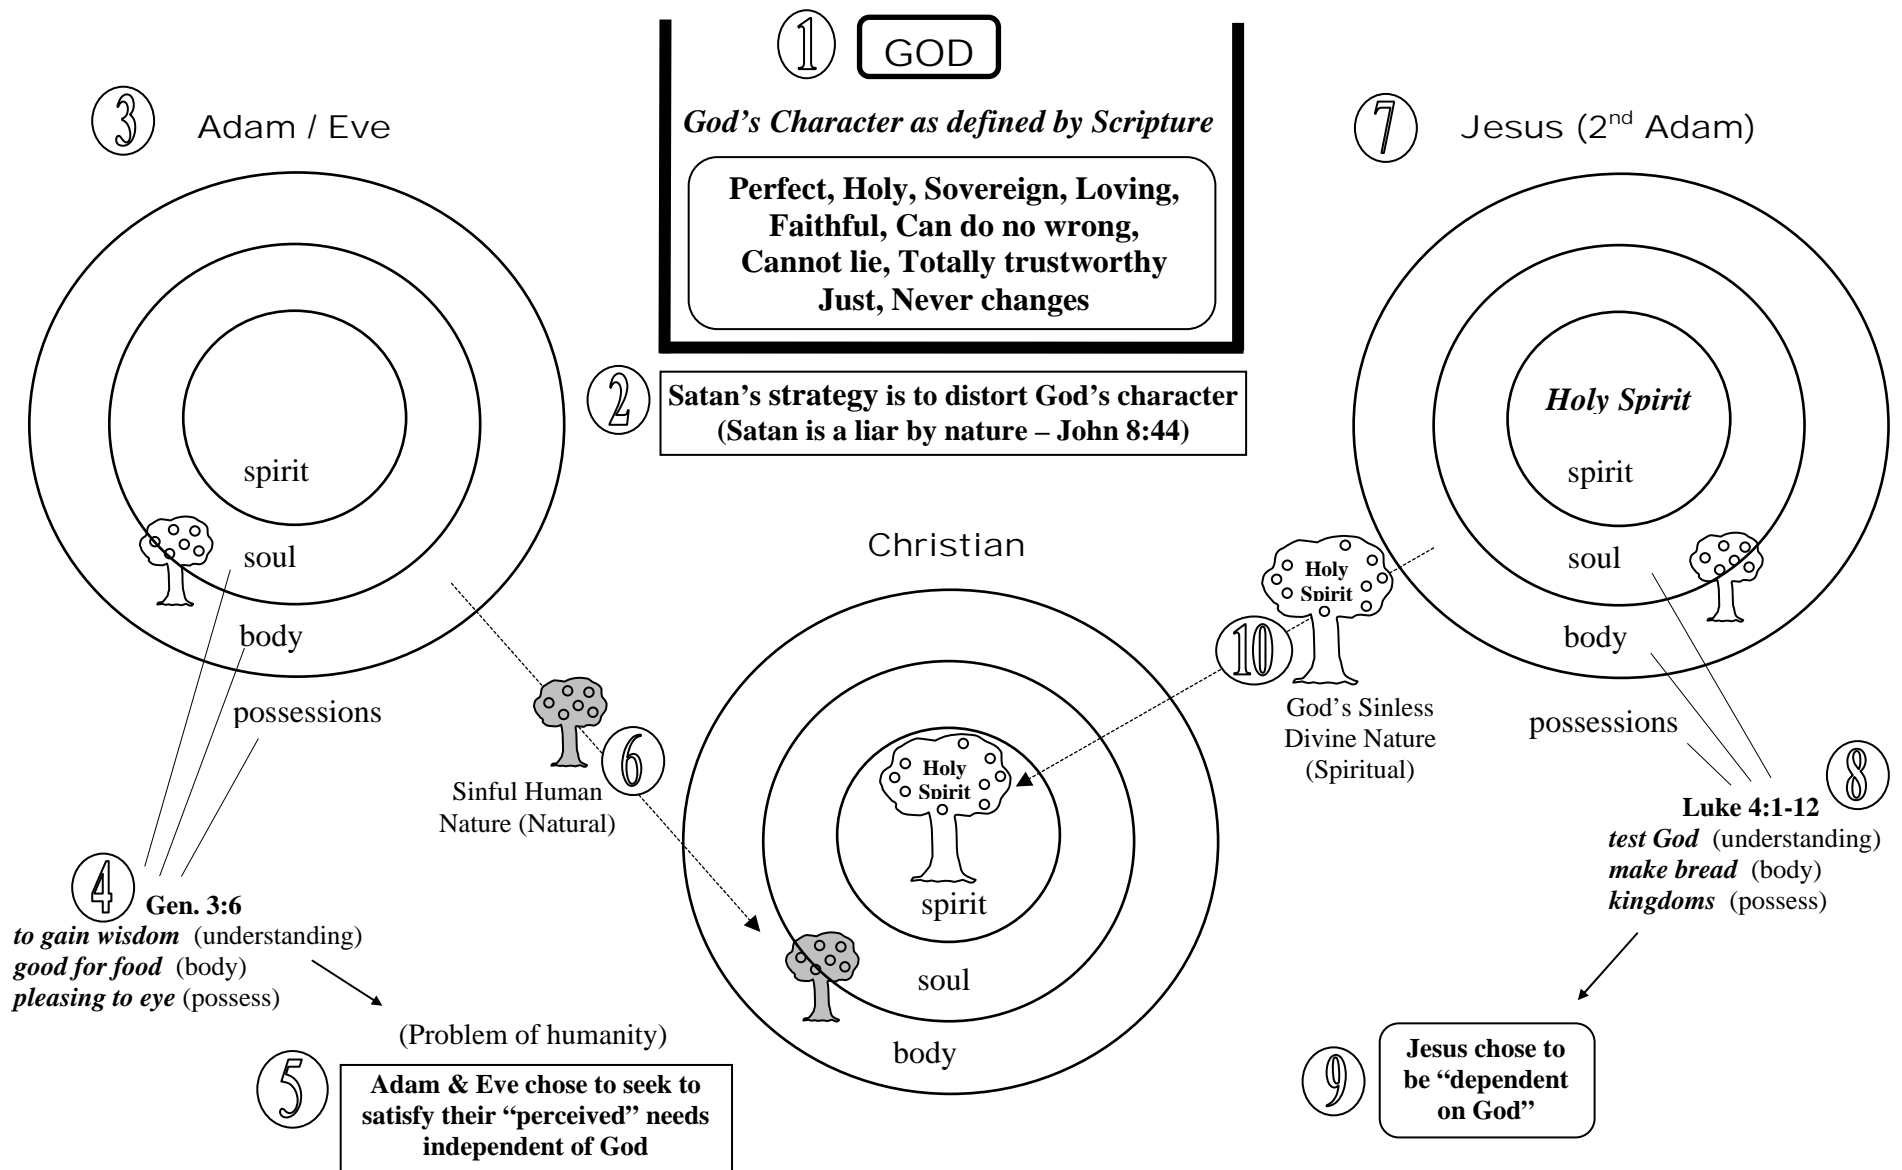 1
GOD
God’s Character as defined by Scripture
Perfect, Holy, Sovereign, Loving,
Faithful, Can do no wrong,
Cannot lie, Totally trustworthy
Just, Never changes
2
Satan’s strategy is to distort God’s character
(Satan is a liar by nature – John 8:44)
3
Adam / Eve
spirit
soul
body
possessions
4
Gen. 3:6
to gain wisdom (understanding)
good for food (body)
pleasing to eye (possess)
(Problem of humanity)
5
Adam & Eve chose to seek to
satisfy their “perceived” needs
independent of God
6
Sinful Human
Nature (Natural)
Christian
Holy
Spirit
spirit
soul
body
7
Jesus (2nd Adam)
Holy Spirit
spirit
soul
body
possessions
8
Luke 4:1-12
test God (understanding)
make bread (body)
kingdoms (possess)
9
Jesus chose to
be “dependent
on God”
10
Holy
Spirit
God’s Sinless
Divine Nature
(Spiritual)